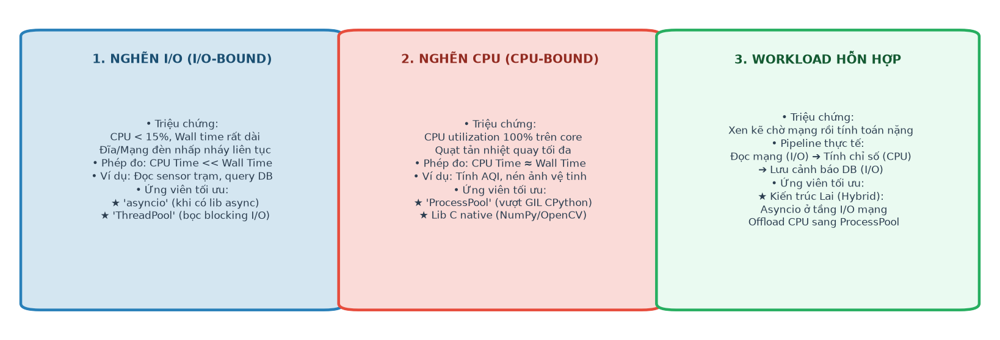 1. NGHẼN I/O (I/O-BOUND)
• Triệu chứng:
CPU < 15%, Wall time rất dài
Đĩa/Mạng đèn nhấp nháy liên tục
• Phép đo: CPU Time << Wall Time
• Ví dụ: Đọc sensor trạm, query DB
• Ứng viên tối ưu:
★ 'asyncio' (khi có lib async)
★ 'ThreadPool' (bọc blocking I/O)
2. NGHẼN CPU (CPU-BOUND)
• Triệu chứng:
CPU utilization 100% trên core
Quạt tản nhiệt quay tối đa
• Phép đo: CPU Time ≈ Wall Time
• Ví dụ: Tính AQI, nén ảnh vệ tinh
• Ứng viên tối ưu:
★ 'ProcessPool' (vượt GIL CPython)
★ Lib C native (NumPy/OpenCV)
3. WORKLOAD HỖN HỢP
• Triệu chứng:
Xen kẽ chờ mạng rồi tính toán nặng
• Pipeline thực tế:
Đọc mạng (I/O) ➔ Tính chỉ số (CPU)
➔ Lưu cảnh báo DB (I/O)
• Ứng viên tối ưu:
★ Kiến trúc Lai (Hybrid):
Asyncio ở tầng I/O mạng
Offload CPU sang ProcessPool